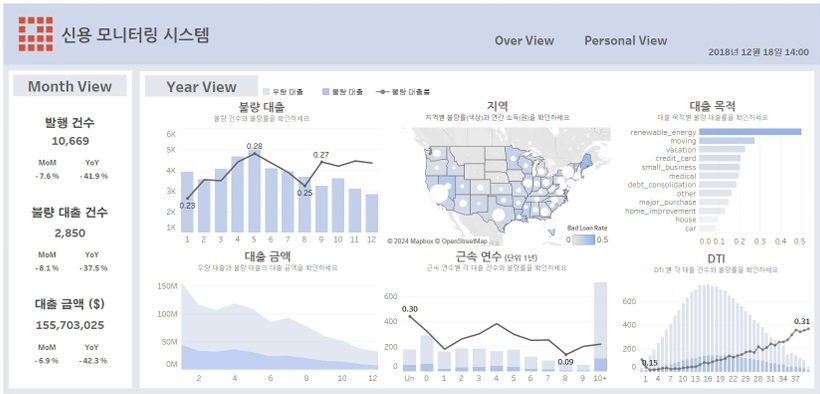 신용 모니터링 시스템
Over View
Personal View
2018년 12월 18일 14:00
Month View
발행 건수
10,669
MoM YoY
-7.6 % -41.9 %
불량 대출 건수
2,850
MoM YoY
-8.1 % -37.5 %
대출 금액 ($)
155,703,025
MoM YoY
-6.9 % -42.3 %
Year View
우량 대출 불량 대출 불량 대출률
불량 대출
불량 건수와 불량률을 확인하세요
6K
5K
4K
3K
2K
1K
0.23
0.28
0.25
0.27
1 2 3 4 5 6 7 8 9 10 11 12
지역
지역별 불량률(색상)과 연간 소득(원)을 확인하세요
© 2024 Mapbox © OpenStreetMap
Bad Loan Rate
0 0.5
대출 목적
대출 목적별 불량 대출률을 확인하세요
renewable_energy
moving
vacation
credit_card
small_business
medical
debt_consolidation
other
major_purchase
home_improvement
house
car
0.0 0.1 0.2 0.3 0.4 0.5
대출 금액
우량 대출과 불량 대출의 대출 금액을 확인하세요
150M
100M
50M
0M
2 4 6 8 10 12
근속 연수 (단위 1년)
근속 연수별 각 대출 건수와 불량률을 확인하세요
600
400
200
0
0.30
0.09
Un 0 1 2 3 4 5 6 7 8 9 10+
DTI
DTI 별 각 대출 건수와 불량률을 확인하세요
600
400
200
0
0.15
0.31
1 4 7 10 13 16 19 22 25 28 31 34 37